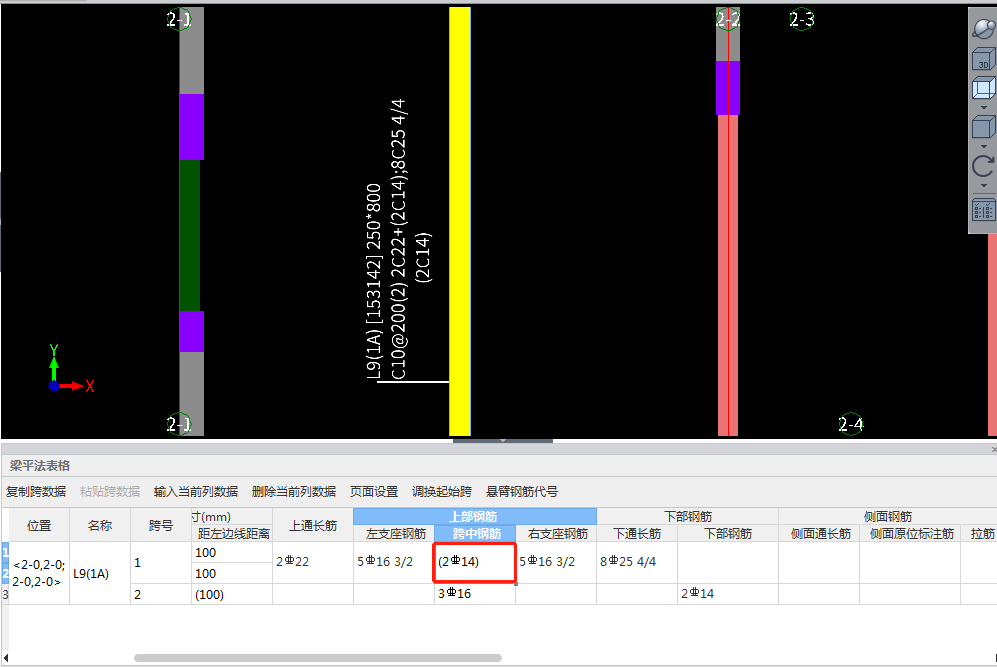 2-1
2-2
2-3
3D
L9(1A) [153142] 250*800
C10@200(2) 2C22+(2C14);8C25 4/4
(2C14)
Y
X
2-1
2-4
梁平法表格
复制跨数据 粘贴跨数据 输入当前列数据 删除当前列数据 页面设置 调换起始跨 悬臂钢筋代号
位置 名称 跨号 寸(mm) 上通长筋 上部钢筋 下部钢筋 侧面钢筋
距左边线距离 左支座钢筋 跨中钢筋 右支座钢筋 下通长筋 下部钢筋 侧面通长筋 侧面原位标注筋 拉筋
1 <2-0,2-0; 2-0,2-0> L9(1A) 1 100 2⏀22 5⏀16 3/2 (2⏀14) 5⏀16 3/2 8⏀25 4/4
2 100
3 2 (100) 3⏀16 2⏀14